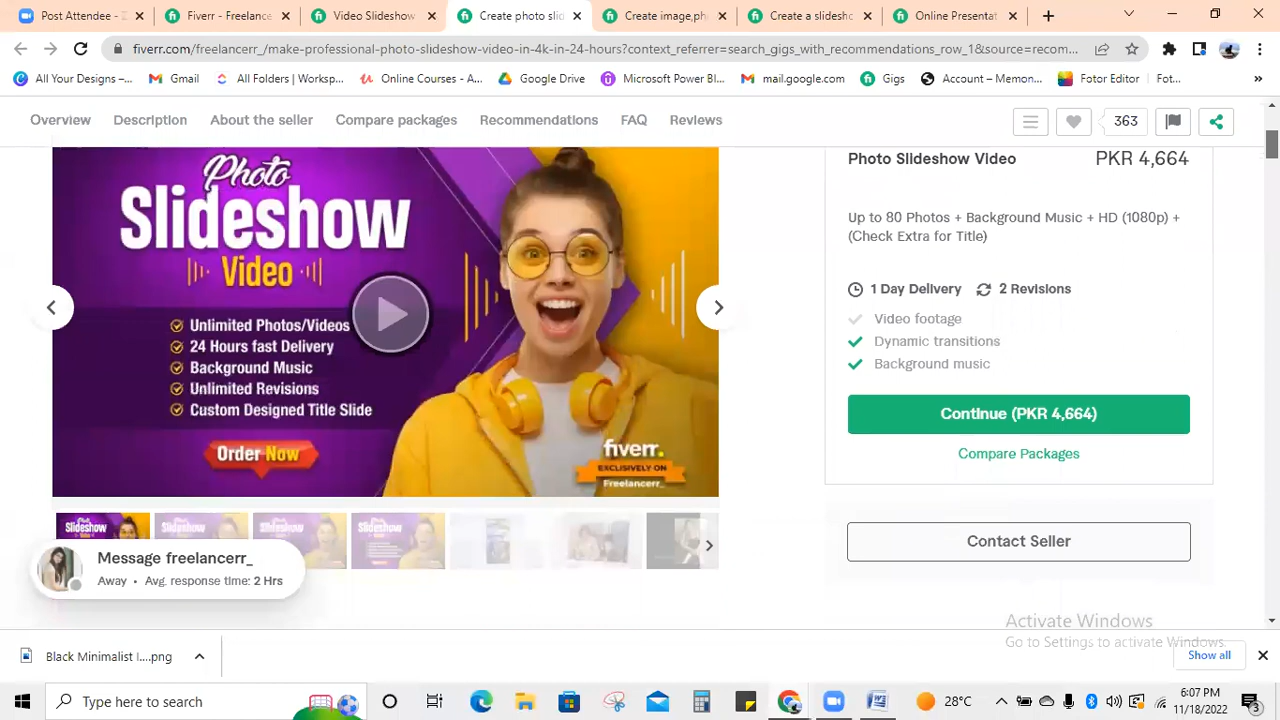 Post Attendee - Z
Fiverr - Freelance
Video Slideshow
Create photo slid
Create image,ph
Create a slidesho
Online Presentat
fiverr.com/freelancerr_/make-professional-photo-slideshow-video-in-4k-in-24-hours?context_referrer=search_gigs_with_recommendations_row_1&source=recom...
All Your Designs –...
Gmail
All Folders | Worksp...
Online Courses - A...
Google Drive
Microsoft Power BI...
mail.google.com
Gigs
Account – Memon...
Fotor Editor
Fot...
»
Overview
Description
About the seller
Compare packages
Recommendations
FAQ
Reviews
363
Photo
Slideshow
Video
Unlimited Photos/Videos
24 Hours fast Delivery
Background Music
Unlimited Revisions
Custom Designed Title Slide
Order Now
fiverr.
EXCLUSIVELY ON
Freelancerr_
Photo Slideshow Video PKR 4,664
Up to 80 Photos + Background Music + HD (1080p) +
(Check Extra for Title)
1 Day Delivery 2 Revisions
Video footage
Dynamic transitions
Background music
Continue (PKR 4,664)
Compare Packages
Contact Seller
Message freelancerr_
Away • Avg. response time: 2 Hrs
Activate Windows
Go to Settings to activate Windows.
Black Minimalist I....png
Show all
Type here to search
28°C
6:07 PM
11/18/2022
3